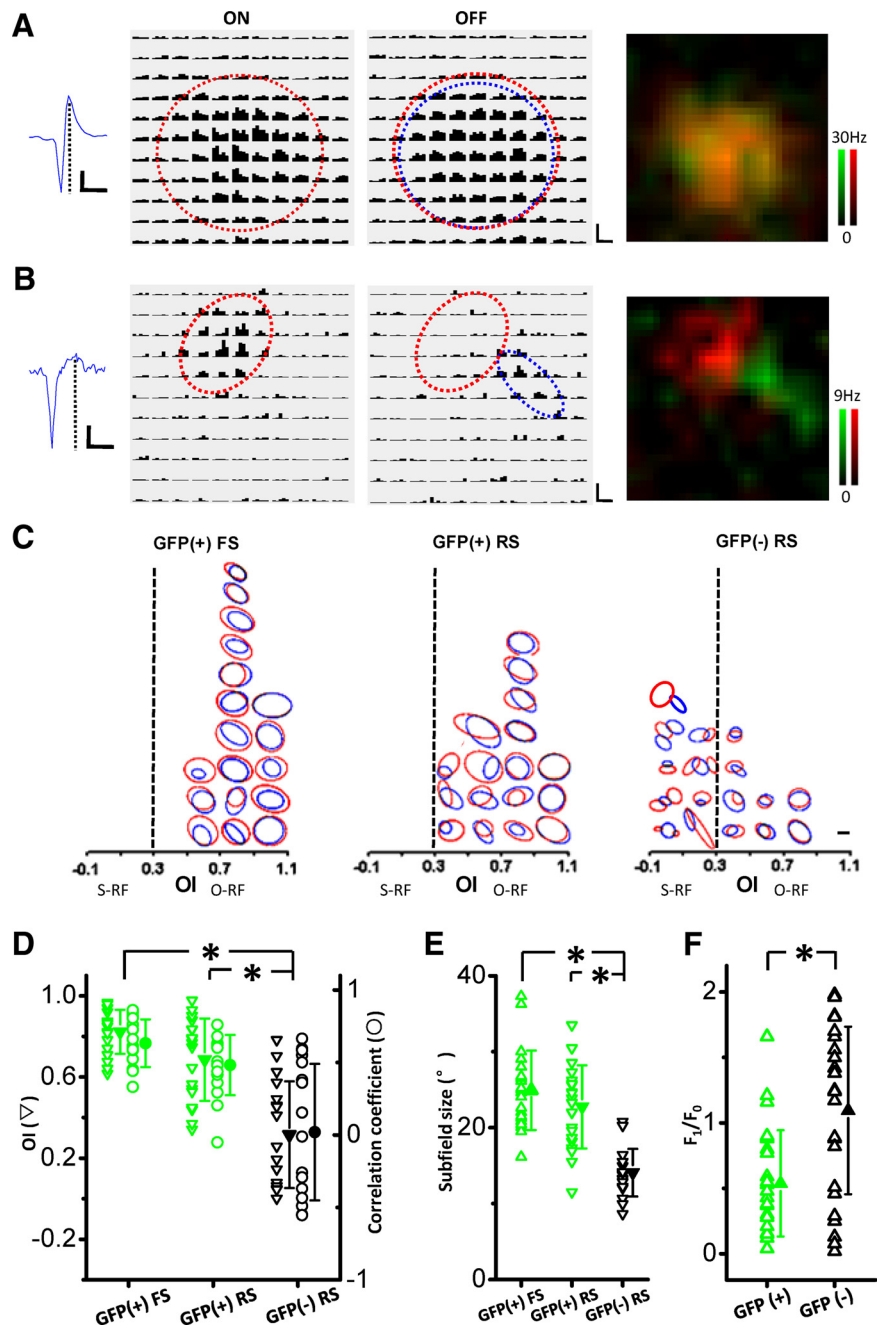 A
ON
OFF
30Hz
0
B
9Hz
0
C
GFP(+) FS
GFP(+) RS
GFP(-) RS
-0.1 0.3 0.7 1.1
S-RF OI O-RF
-0.1 0.3 0.7 1.1
S-RF OI O-RF
-0.1 0.3 0.7 1.1
S-RF OI O-RF
D
*
*
OI (▽)
1.0
0.6
0.2
-0.2
1
0
-1
Correlation coefficient (○)
GFP(+) FS
GFP(+) RS
GFP(-) RS
E
*
*
Subfield size (°)
40
20
0
GFP(+) FS
GFP(+) RS
GFP(-) RS
F
*
F₁/F₀
2
1
0
GFP (+)
GFP (-)